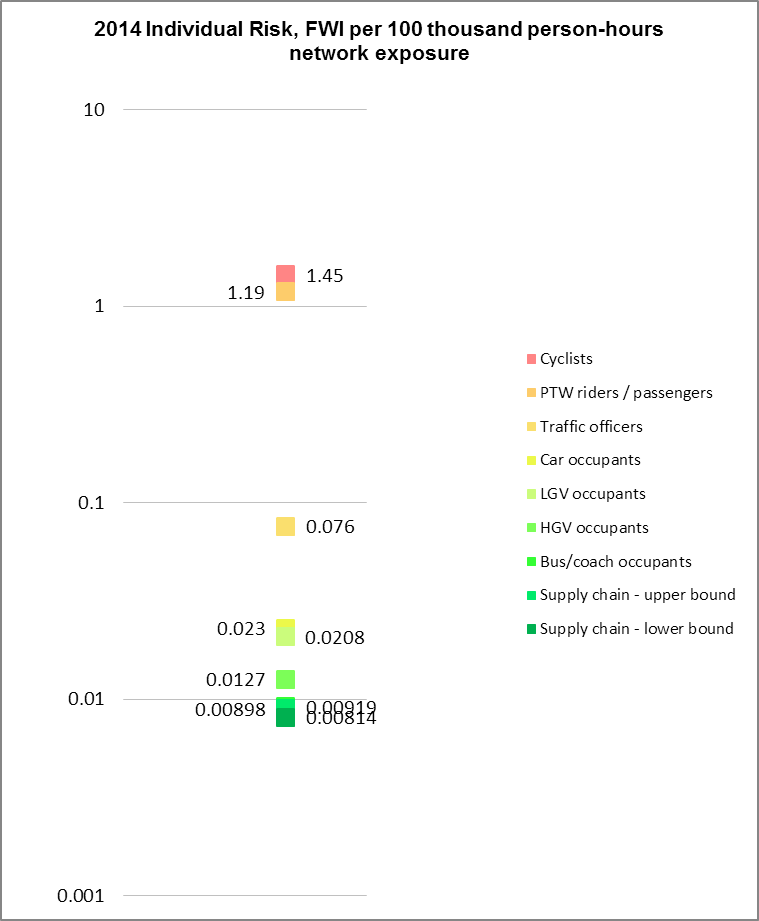 2014 Individual Risk, FWI per 100 thousand person-hours
network exposure
10
1.45
1.19
1
Cyclists
PTW riders / passengers
Traffic officers
Car occupants
LGV occupants
HGV occupants
Bus/coach occupants
Supply chain - upper bound
Supply chain - lower bound
0.1
0.076
0.023
0.0208
0.0127
0.01
0.00919
0.00898
0.00814
0.001